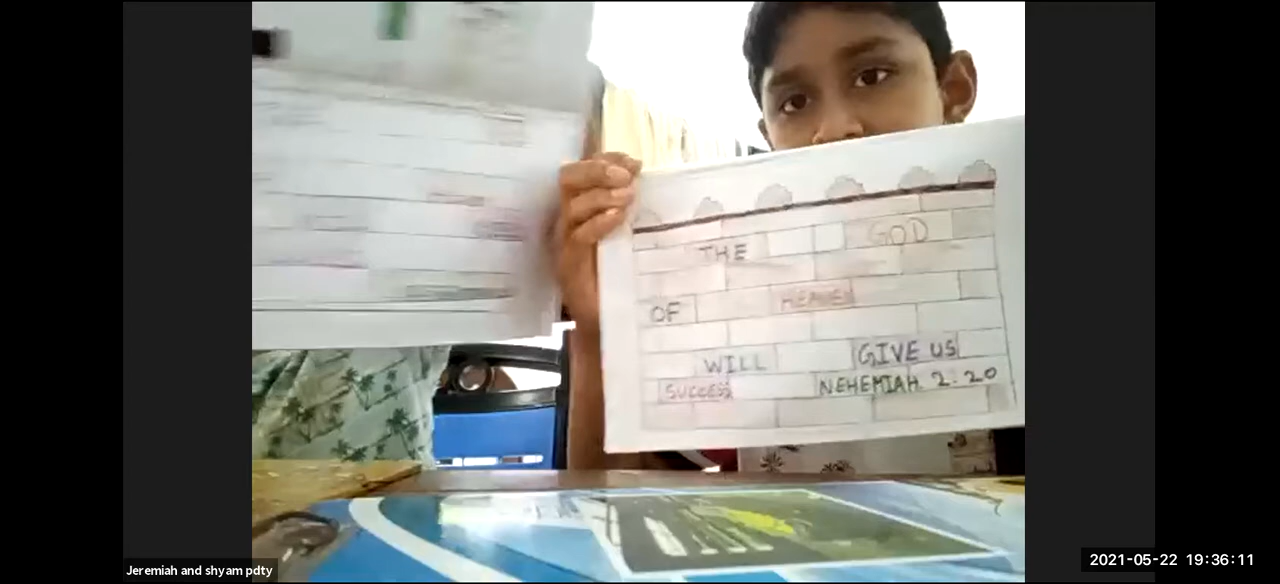 THE GOD
OF HEAVEN
WILL GIVE US
SUCCESS NEHEMIAH 2:20
Jeremiah and shyam pdty
2021-05-22 19:36:11